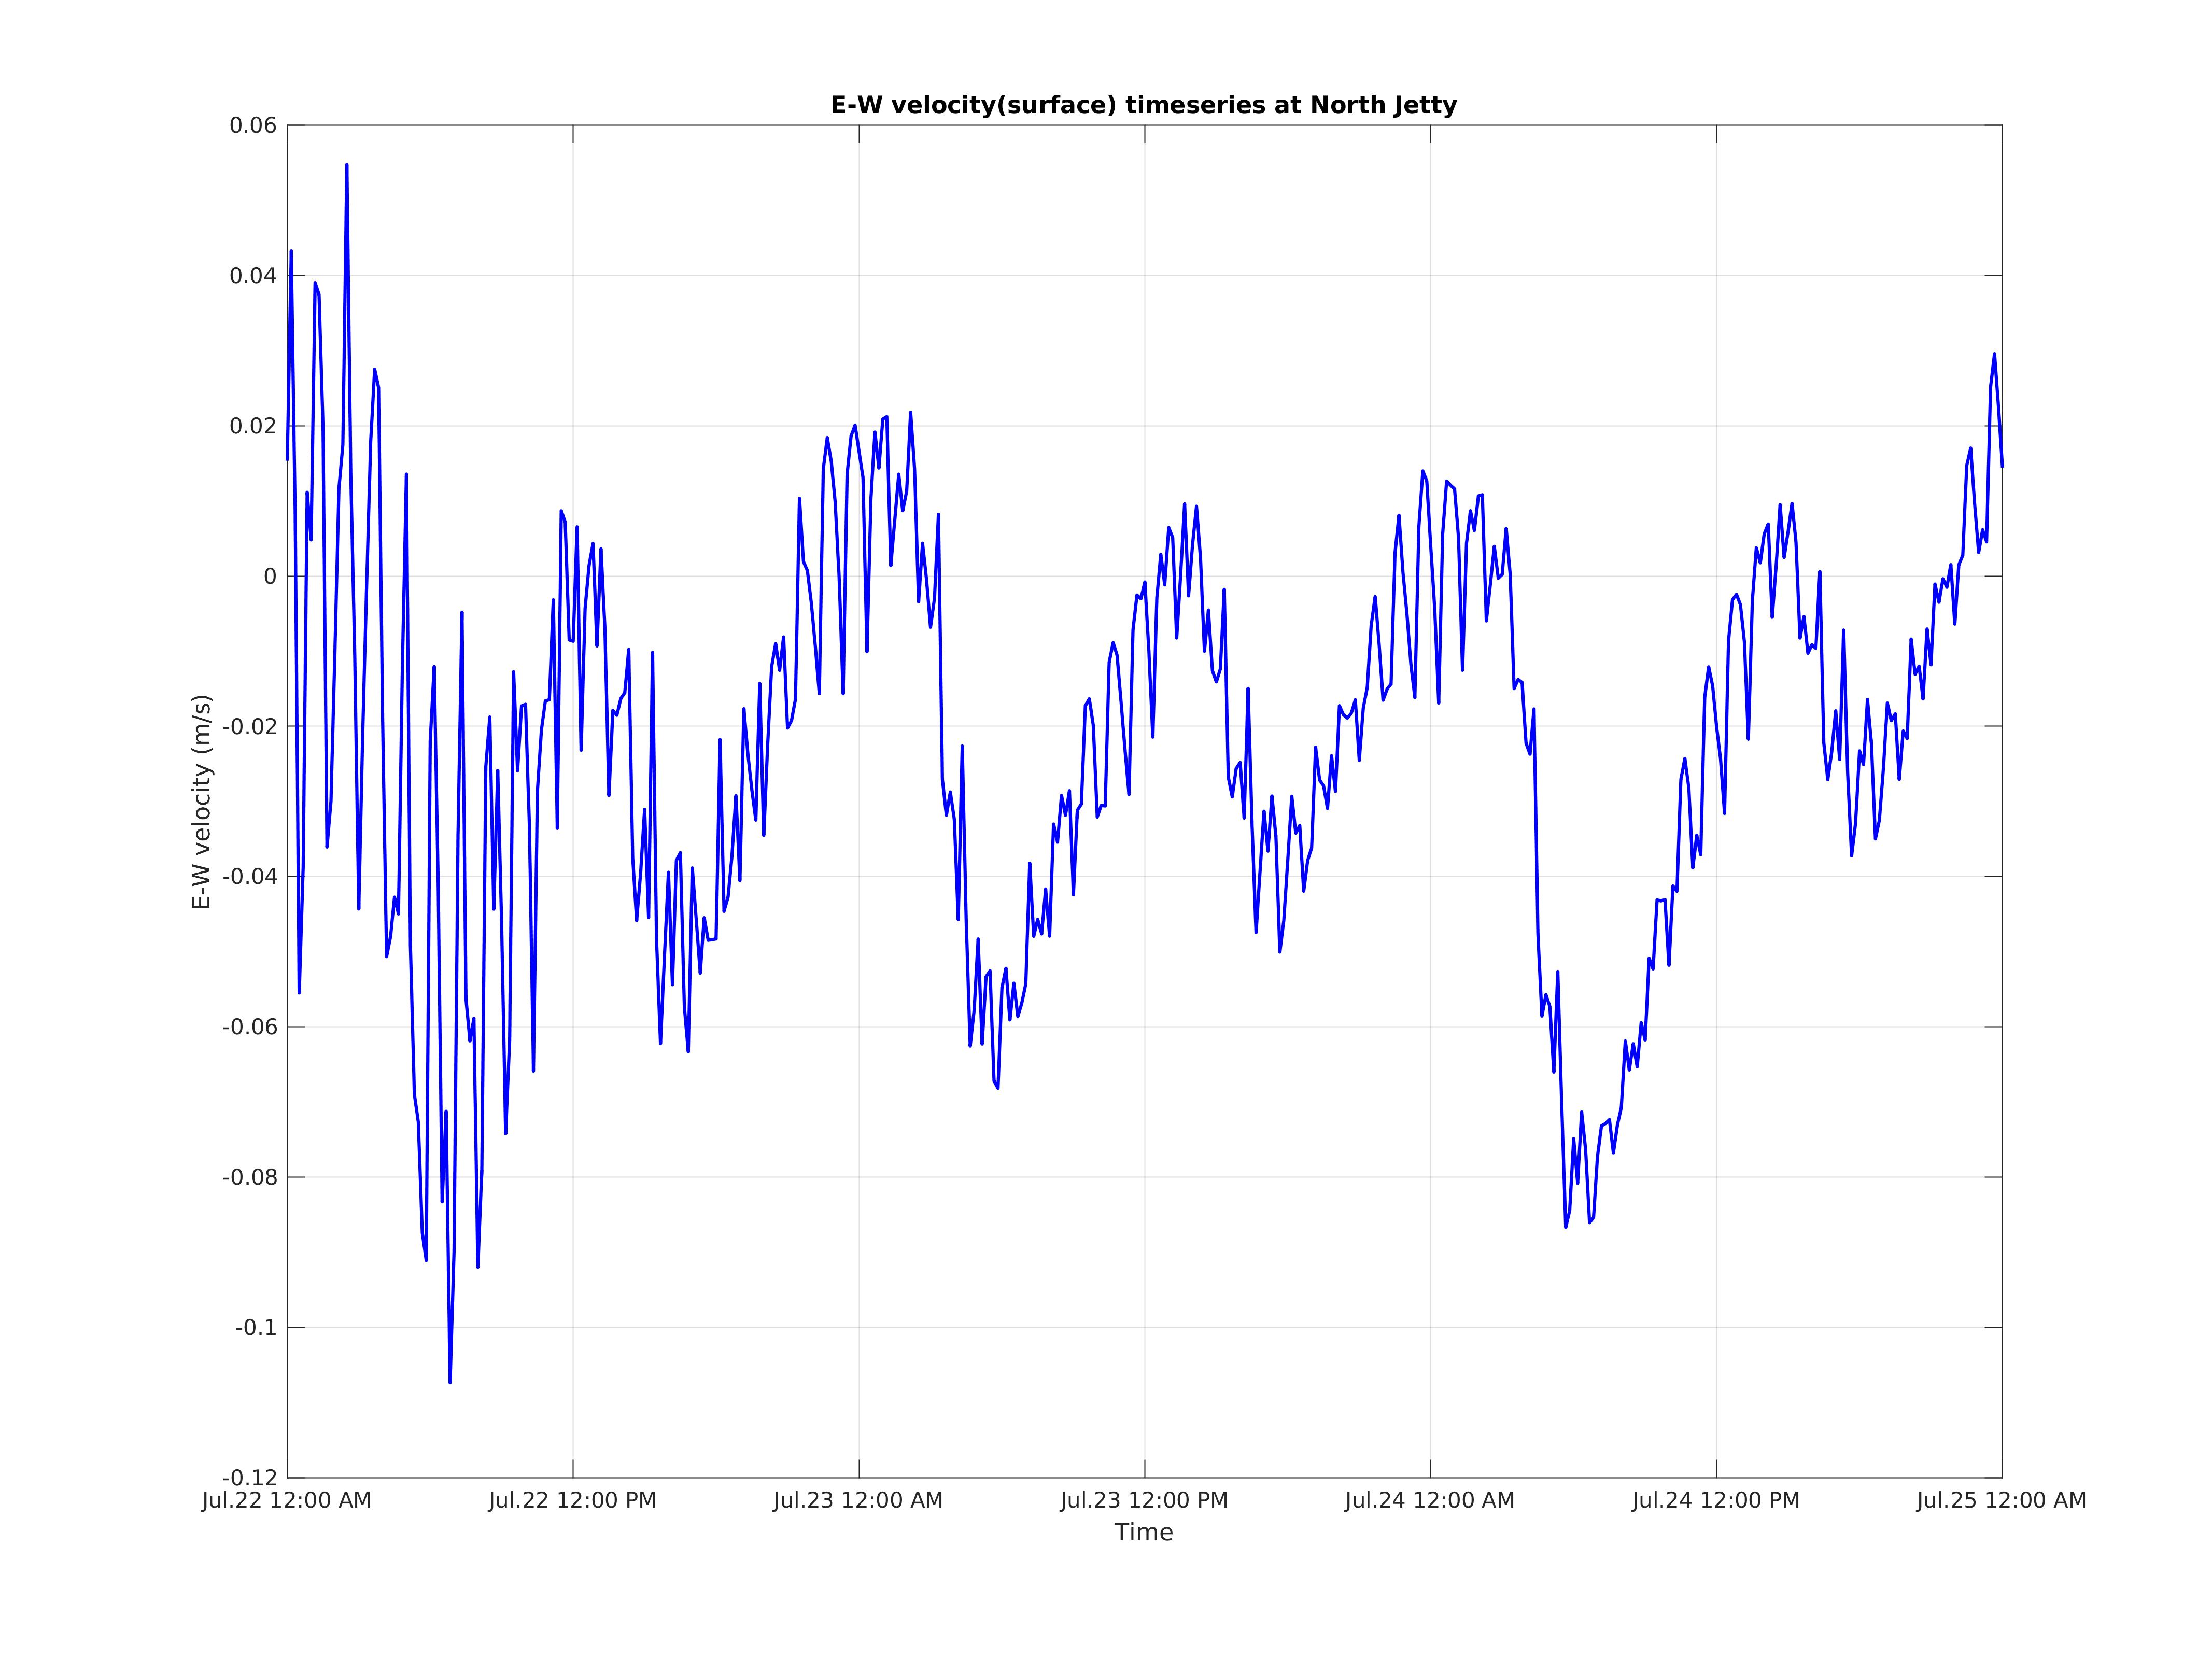 E-W velocity(surface) timeseries at North Jetty
0.06
0.04
0.02
0
-0.02
-0.04
-0.06
-0.08
-0.1
-0.12
E-W velocity (m/s)
Jul.22 12:00 AM
Jul.22 12:00 PM
Jul.23 12:00 AM
Jul.23 12:00 PM
Jul.24 12:00 AM
Jul.24 12:00 PM
Jul.25 12:00 AM
Time